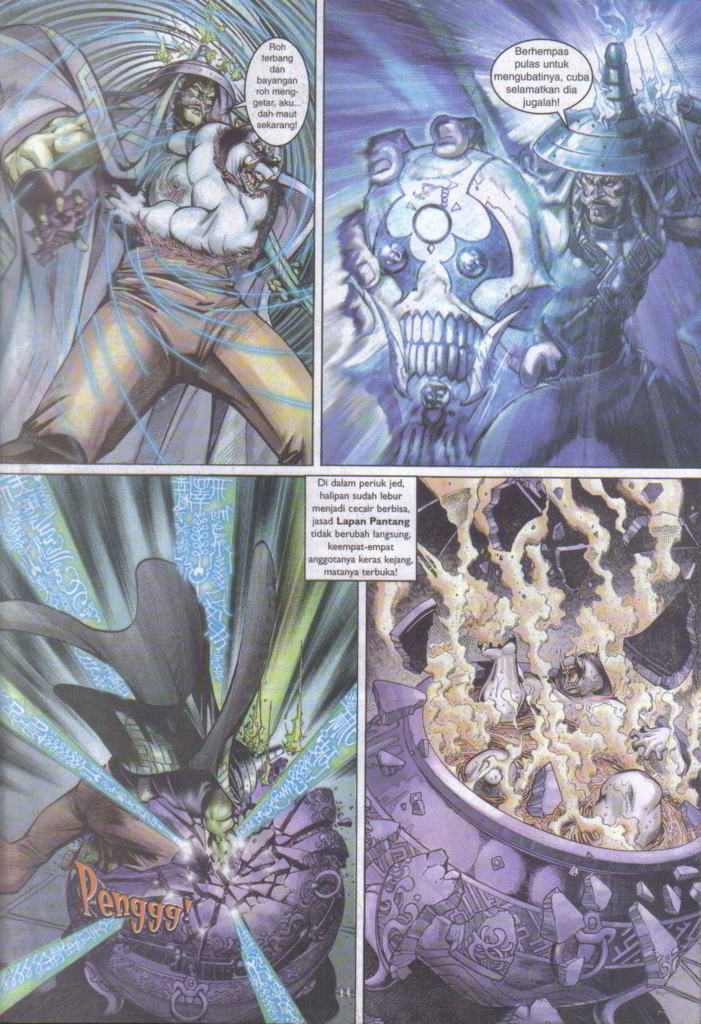 Roh
terbang
dan
bayangan
roh meng-
getar, aku...
dah maut
sekarang!
Berhempas
pulas untuk
mengubatinya, cuba
selamatkan dia
jugalah!
Di dalam periuk jed,
halipan sudah lebur
menjadi cecair berbisa,
jasad Lapan Pantang
tidak berubah langsung,
keempat-empat
anggotanya keras kejang,
matanya terbuka!
Penggg!
11